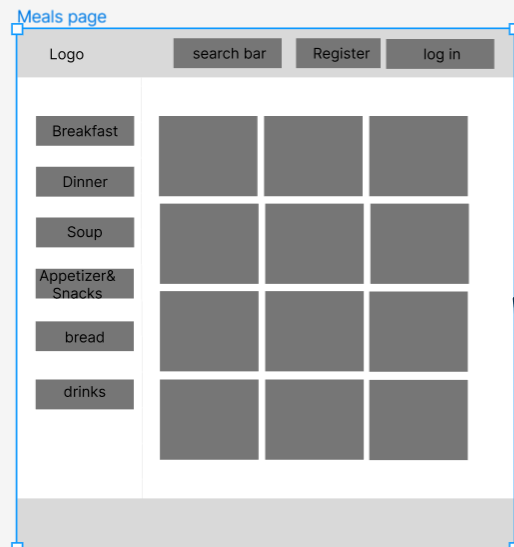 Meals page
Logo
search bar
Register
log in
Breakfast
Dinner
Soup
Appetizer&
Snacks
bread
drinks